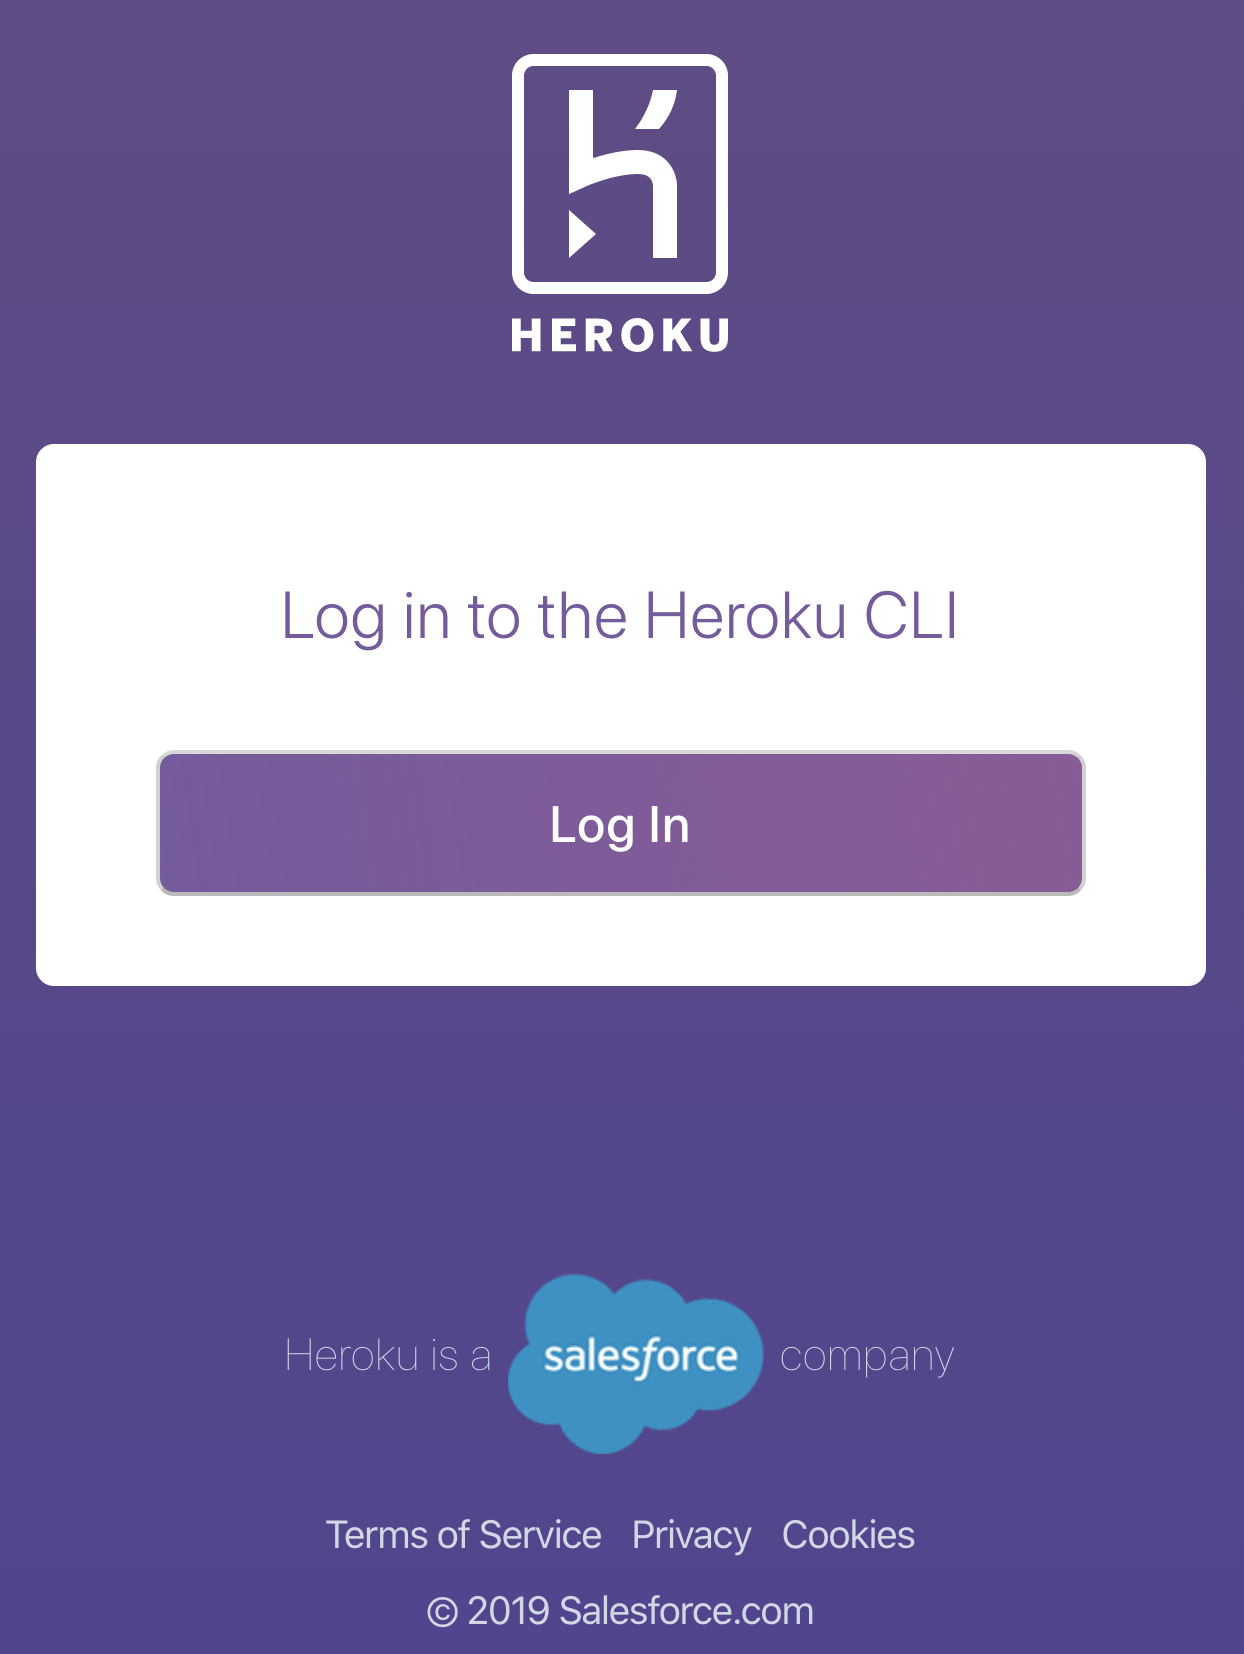 HEROKU
Log in to the Heroku CLI
Log In
Heroku is a salesforce company
Terms of Service Privacy Cookies
© 2019 Salesforce.com